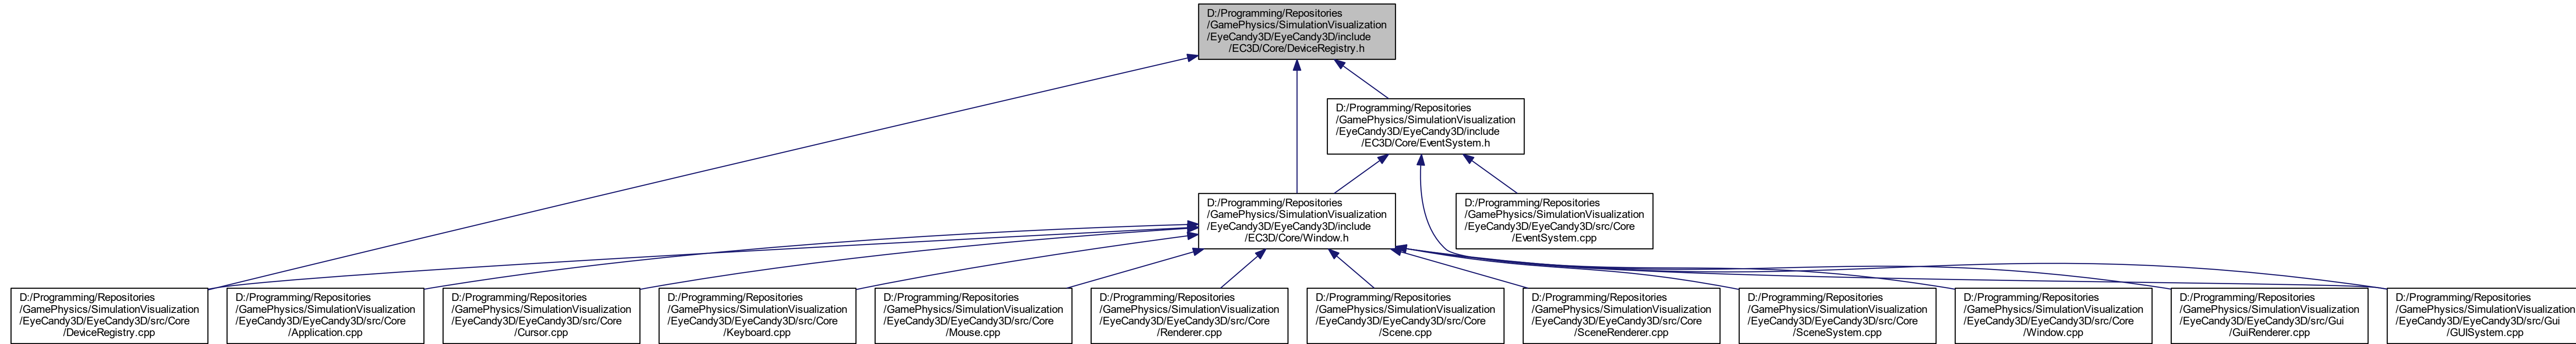 D:/Programming/Repositories
/GamePhysics/SimulationVisualization
/EyeCandy3D/EyeCandy3D/include
/EC3D/Core/DeviceRegistry.h
D:/Programming/Repositories
/GamePhysics/SimulationVisualization
/EyeCandy3D/EyeCandy3D/include
/EC3D/Core/EventSystem.h
D:/Programming/Repositories
/GamePhysics/SimulationVisualization
/EyeCandy3D/EyeCandy3D/include
/EC3D/Core/Window.h
D:/Programming/Repositories
/GamePhysics/SimulationVisualization
/EyeCandy3D/EyeCandy3D/src/Core
/EventSystem.cpp
D:/Programming/Repositories
/GamePhysics/SimulationVisualization
/EyeCandy3D/EyeCandy3D/src/Core
/DeviceRegistry.cpp
D:/Programming/Repositories
/GamePhysics/SimulationVisualization
/EyeCandy3D/EyeCandy3D/src/Core
/Application.cpp
D:/Programming/Repositories
/GamePhysics/SimulationVisualization
/EyeCandy3D/EyeCandy3D/src/Core
/Cursor.cpp
D:/Programming/Repositories
/GamePhysics/SimulationVisualization
/EyeCandy3D/EyeCandy3D/src/Core
/Keyboard.cpp
D:/Programming/Repositories
/GamePhysics/SimulationVisualization
/EyeCandy3D/EyeCandy3D/src/Core
/Mouse.cpp
D:/Programming/Repositories
/GamePhysics/SimulationVisualization
/EyeCandy3D/EyeCandy3D/src/Core
/Renderer.cpp
D:/Programming/Repositories
/GamePhysics/SimulationVisualization
/EyeCandy3D/EyeCandy3D/src/Core
/Scene.cpp
D:/Programming/Repositories
/GamePhysics/SimulationVisualization
/EyeCandy3D/EyeCandy3D/src/Core
/SceneRenderer.cpp
D:/Programming/Repositories
/GamePhysics/SimulationVisualization
/EyeCandy3D/EyeCandy3D/src/Core
/SceneSystem.cpp
D:/Programming/Repositories
/GamePhysics/SimulationVisualization
/EyeCandy3D/EyeCandy3D/src/Core
/Window.cpp
D:/Programming/Repositories
/GamePhysics/SimulationVisualization
/EyeCandy3D/EyeCandy3D/src/Gui
/GuiRenderer.cpp
D:/Programming/Repositories
/GamePhysics/SimulationVisualization
/EyeCandy3D/EyeCandy3D/src/Gui
/GUISystem.cpp